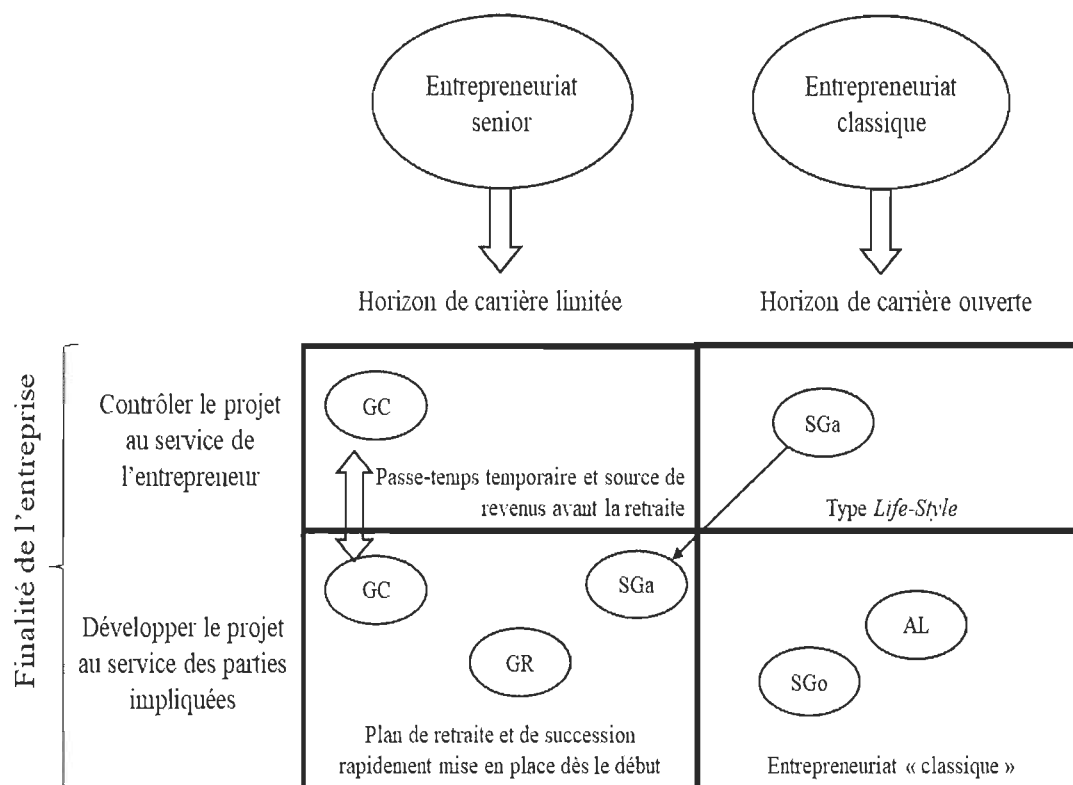 Entrepreneuriat
senior
Entrepreneuriat
classique
Horizon de carrière limitée
Horizon de carrière ouverte
Finalité de l'entreprise
Contrôler le projet
au service de
l'entrepreneur
GC
Passe-temps temporaire et source de
revenus avant la retraite
SGa
Type Life-Style
Développer le projet
au service des parties
impliquées
GC
SGa
GR
Plan de retraite et de succession
rapidement mise en place dès le début
AL
SGo
Entrepreneuriat « classique »